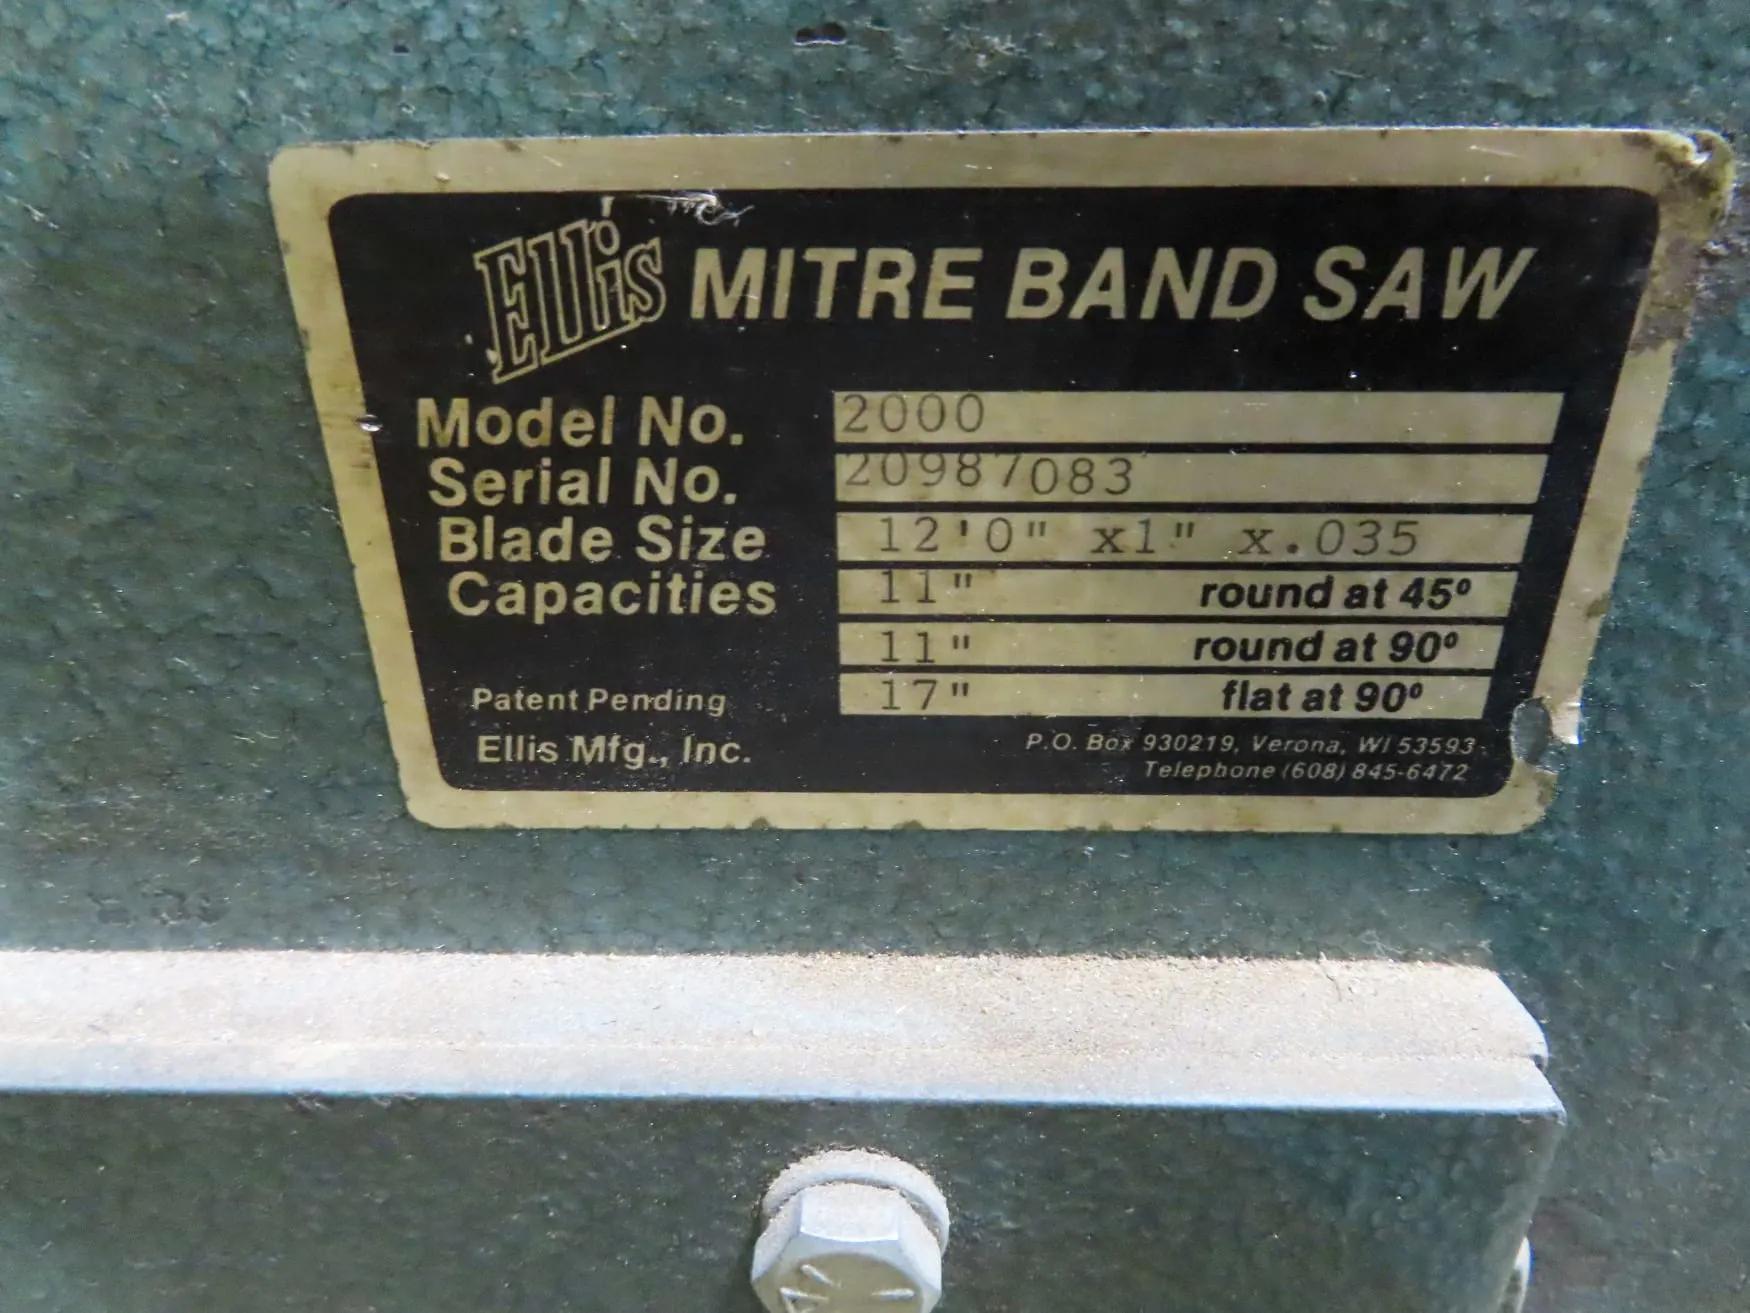 Ellis MITRE BAND SAW
Model No. 2000
Serial No. 20987083
Blade Size 12'0" x1" x.035
Capacities 11" round at 45º
11" round at 90º
17" flat at 90º
Patent Pending
Ellis Mfg., Inc.
P.O. Box 930219, Verona, WI 53593
Telephone (608) 845-6472